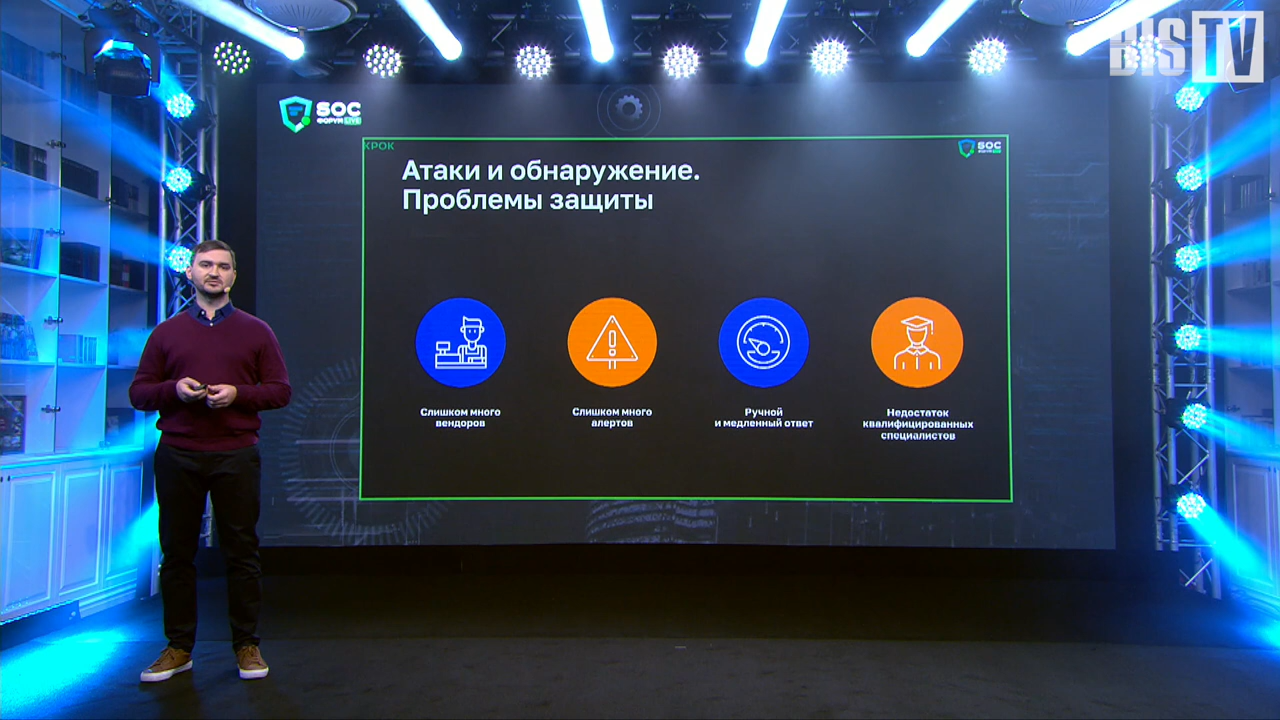 BIS TV
SOC
ФОРУМ LIVE
КРОК
SOC
Атаки и обнаружение.
Проблемы защиты
Слишком много
вендоров
Слишком много
алертов
Ручной
и медленный ответ
Недостаток
квалифицированных
специалистов